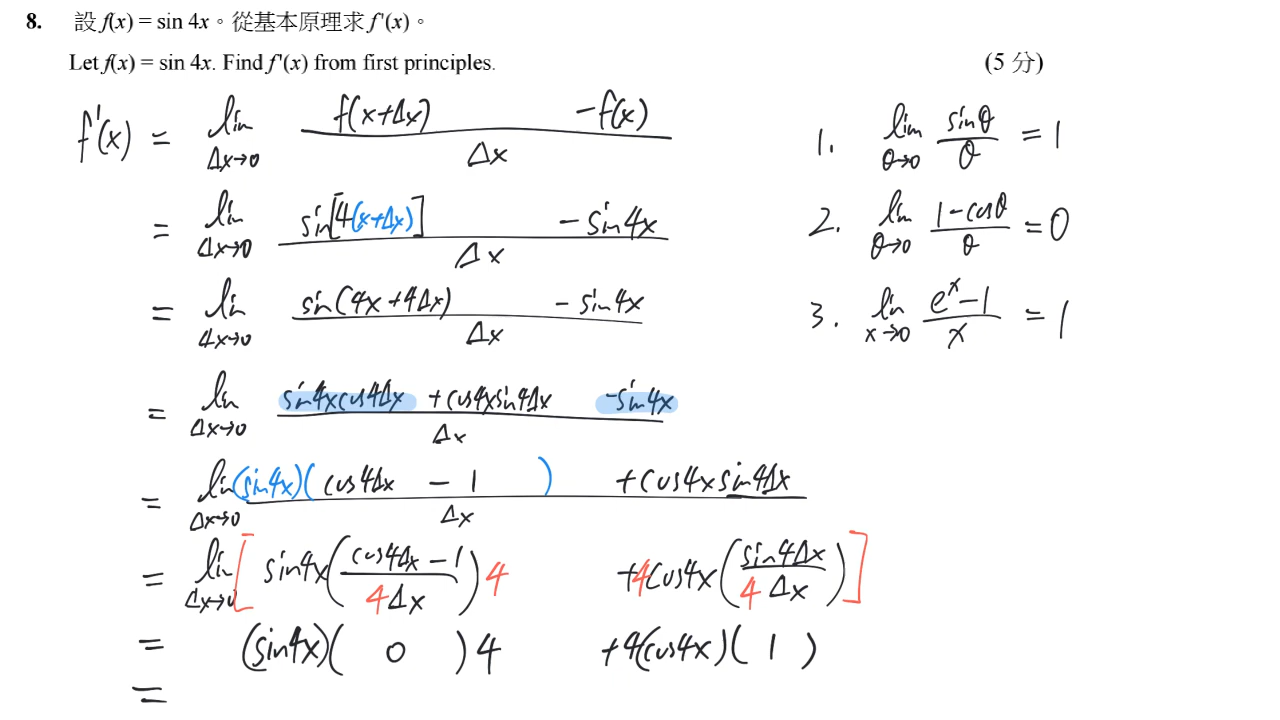 8. 設 f(x) = sin 4x。從基本原理求 f'(x)。
Let f(x) = sin 4x. Find f'(x) from first principles. (5 分)
f'(x) = lim Δx→0 [f(x+Δx) - f(x)] / Δx
= lim Δx→0 (sin[4(x+Δx)] - sin4x) / Δx
= lim Δx→0 (sin(4x+4Δx) - sin4x) / Δx
= lim Δx→0 (sin4xcos4Δx + cos4xsin4Δx - sin4x) / Δx
= lim Δx→0 ((sin4x)(cos4Δx - 1) + cos4xsin4Δx) / Δx
= lim Δx→0 [sin4x((cos4Δx - 1) / 4Δx)4 + 4cos4x(sin4Δx / 4Δx)]
= (sin4x)(0)4 + 4(cos4x)(1)
=
1. lim θ→0 sinθ/θ = 1
2. lim θ→0 (1-cosθ)/θ = 0
3. lim x→0 (e^x-1)/x = 1